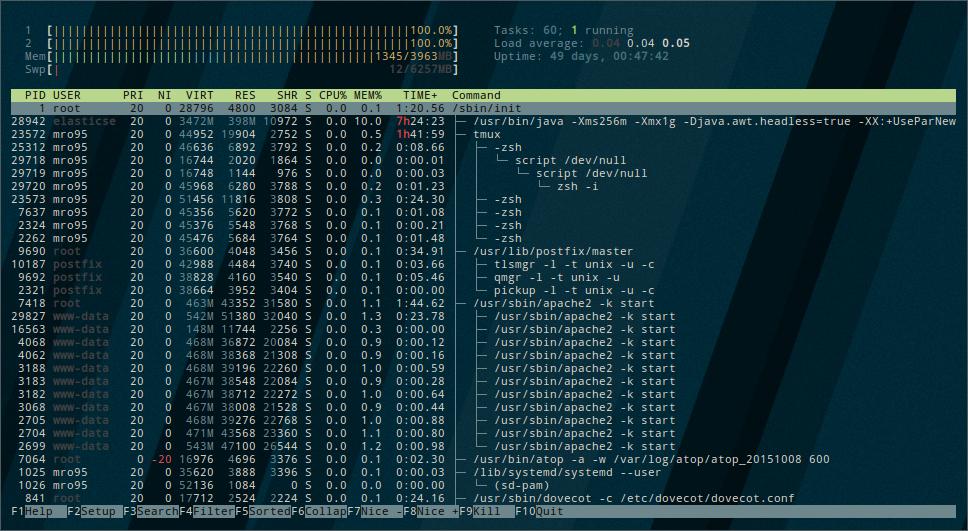 1 [||||||||||||||||||||||||||||||||||||||||||||||||||100.0%] Tasks: 60; 1 running
2 [||||||||||||||||||||||||||||||||||||||||||||||||||100.0%] Load average: 0.04 0.04 0.05
Mem[|||||||||||||||||||||||||||||||||||||||||||||1345/3963MB] Uptime: 49 days, 00:47:42
Swp[| 12/6257MB]
PID USER PRI NI VIRT RES SHR S CPU% MEM% TIME+ Command
1 root 20 0 28796 4800 3084 S 0.0 0.1 1:20.56 /sbin/init
28942 elasticse 20 0 3472M 398M 10972 S 0.0 10.0 7h24:23 ─ /usr/bin/java -Xms256m -Xmx1g -Djava.awt.headless=true -XX:+UseParNew
23572 mro95 20 0 44952 19904 2752 S 0.0 0.5 1h41:59 ─ tmux
25312 mro95 20 0 46636 6892 3792 S 0.0 0.2 0:08.66 │ ├─ -zsh
29718 mro95 20 0 16744 2020 1864 S 0.0 0.0 0:00.01 │ │ └─ script /dev/null
29719 mro95 20 0 16748 1144 976 S 0.0 0.0 0:00.03 │ │ └─ script /dev/null
29720 mro95 20 0 45968 6280 3788 S 0.0 0.2 0:01.23 │ │ └─ zsh -i
23573 mro95 20 0 51456 11816 3808 S 0.0 0.3 0:24.30 │ ├─ -zsh
7637 mro95 20 0 45356 5620 3772 S 0.0 0.1 0:01.08 │ ├─ -zsh
2324 mro95 20 0 45376 5548 3768 S 0.0 0.1 0:00.21 │ ├─ -zsh
2262 mro95 20 0 45476 5684 3764 S 0.0 0.1 0:01.48 │ └─ -zsh
9690 root 20 0 36600 4048 3456 S 0.0 0.1 0:34.91 ─ /usr/lib/postfix/master
10187 postfix 20 0 42988 4484 3740 S 0.0 0.1 0:03.66 │ ├─ tlsmgr -l -t unix -u -c
9692 postfix 20 0 38828 4160 3540 S 0.0 0.1 0:05.46 │ ├─ qmgr -l -t unix -u
2321 postfix 20 0 38664 3952 3404 S 0.0 0.1 0:00.00 │ └─ pickup -l -t unix -u -c
7418 root 20 0 463M 43352 31580 S 0.0 1.1 1:44.62 ─ /usr/sbin/apache2 -k start
29827 www-data 20 0 542M 51380 32040 S 0.0 1.3 0:23.78 │ ├─ /usr/sbin/apache2 -k start
16563 www-data 20 0 148M 11744 2256 S 0.0 0.3 0:00.00 │ ├─ /usr/sbin/apache2 -k start
4068 www-data 20 0 468M 36872 20084 S 0.0 0.9 0:00.12 │ ├─ /usr/sbin/apache2 -k start
4062 www-data 20 0 468M 38368 21308 S 0.0 0.9 0:00.16 │ ├─ /usr/sbin/apache2 -k start
3188 www-data 20 0 468M 39196 22260 S 0.0 1.0 0:00.59 │ ├─ /usr/sbin/apache2 -k start
3183 www-data 20 0 467M 38548 22084 S 0.0 0.9 0:00.28 │ ├─ /usr/sbin/apache2 -k start
3182 www-data 20 0 467M 38712 22272 S 0.0 1.0 0:00.64 │ ├─ /usr/sbin/apache2 -k start
3068 www-data 20 0 467M 38008 21528 S 0.0 0.9 0:00.44 │ ├─ /usr/sbin/apache2 -k start
2705 www-data 20 0 468M 39276 22768 S 0.0 1.0 0:00.88 │ ├─ /usr/sbin/apache2 -k start
2704 www-data 20 0 471M 43568 23360 S 0.0 1.1 0:00.80 │ ├─ /usr/sbin/apache2 -k start
2699 www-data 20 0 543M 47100 26544 S 0.0 1.2 0:00.98 │ └─ /usr/sbin/apache2 -k start
7064 root 0 -20 16976 4696 3376 S 0.0 0.1 0:02.30 ─ /usr/bin/atop -a -w /var/log/atop/atop_20151008 600
1025 mro95 20 0 35620 3888 3396 S 0.0 0.1 0:00.03 ─ /lib/systemd/systemd --user
1026 mro95 20 0 52136 1084 0 S 0.0 0.0 0:00.00 │ └─ (sd-pam)
841 root 20 0 17712 2524 2224 S 0.0 0.1 0:24.16 ─ /usr/sbin/dovecot -c /etc/dovecot/dovecot.conf
F1Help F2Setup F3SearchF4FilterF5SortedF6CollapF7Nice -F8Nice +F9Kill F10Quit